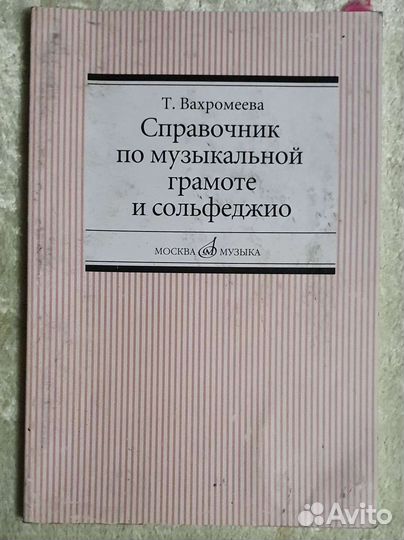 Т. Вахромеева
Справочник
по музыкальной
грамоте
и сольфеджио
МОСКВА МУЗЫКА
Avito